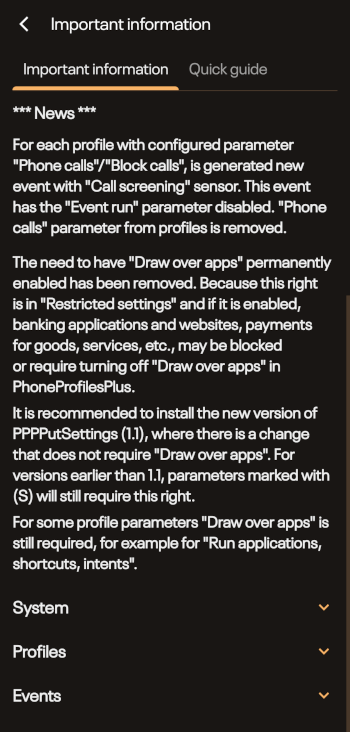 Important information
Important information Quick guide
*** News ***
For each profile with configured parameter
"Phone calls"/"Block calls", is generated new
event with "Call screening" sensor. This event
has the "Event run" parameter disabled. "Phone
calls" parameter from profiles is removed.
The need to have "Draw over apps" permanently
enabled has been removed. Because this right
is in "Restricted settings" and if it is enabled,
banking applications and websites, payments
for goods, services, etc., may be blocked
or require turning off "Draw over apps" in
PhoneProfilesPlus.
It is recommended to install the new version of
PPPPutSettings (1.1), where there is a change
that does not require "Draw over apps". For
versions earlier than 1.1, parameters marked with
(S) will still require this right.
For some profile parameters "Draw over apps" is
still required, for example for "Run applications,
shortcuts, intents".
System
Profiles
Events